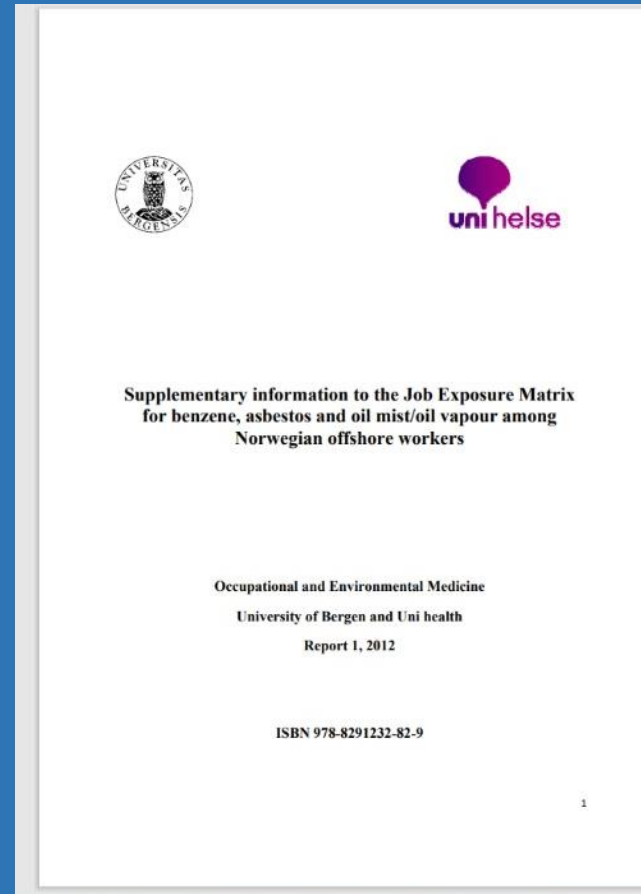 UNIVERSITAS
BERGENSIS
uni helse
Supplementary information to the Job Exposure Matrix
for benzene, asbestos and oil mist/oil vapour among
Norwegian offshore workers
Occupational and Environmental Medicine
University of Bergen and Uni health
Report 1, 2012
ISBN 978-8291232-82-9
1